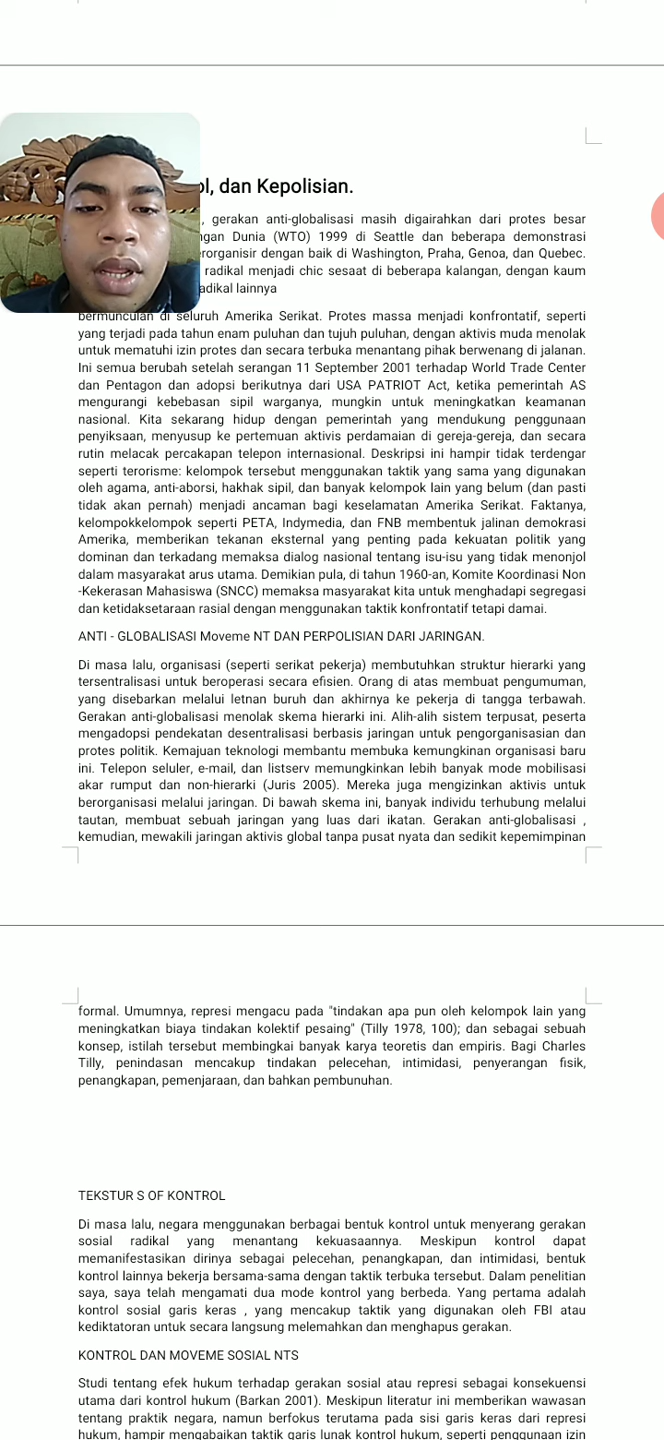 ol, dan Kepolisian.
, gerakan anti-globalisasi masih digairahkan dari protes besar
ngan Dunia (WTO) 1999 di Seattle dan beberapa demonstrasi
erorganisir dengan baik di Washington, Praha, Genoa, dan Quebec.
radikal menjadi chic sesaat di beberapa kalangan, dengan kaum
adikal lainnya
bermunculan di seluruh Amerika Serikat. Protes massa menjadi konfrontatif, seperti
yang terjadi pada tahun enam puluhan dan tujuh puluhan, dengan aktivis muda menolak
untuk mematuhi izin protes dan secara terbuka menantang pihak berwenang di jalanan.
Ini semua berubah setelah serangan 11 September 2001 terhadap World Trade Center
dan Pentagon dan adopsi berikutnya dari USA PATRIOT Act, ketika pemerintah AS
mengurangi kebebasan sipil warganya, mungkin untuk meningkatkan keamanan
nasional. Kita sekarang hidup dengan pemerintah yang mendukung penggunaan
penyiksaan, menyusup ke pertemuan aktivis perdamaian di gereja-gereja, dan secara
rutin melacak percakapan telepon internasional. Deskripsi ini hampir tidak terdengar
seperti terorisme: kelompok tersebut menggunakan taktik yang sama yang digunakan
oleh agama, anti-aborsi, hakhak sipil, dan banyak kelompok lain yang belum (dan pasti
tidak akan pernah) menjadi ancaman bagi keselamatan Amerika Serikat. Faktanya,
kelompokkelompok seperti PETA, Indymedia, dan FNB membentuk jalinan demokrasi
Amerika, memberikan tekanan eksternal yang penting pada kekuatan politik yang
dominan dan terkadang memaksa dialog nasional tentang isu-isu yang tidak menonjol
dalam masyarakat arus utama. Demikian pula, di tahun 1960-an, Komite Koordinasi Non
-Kekerasan Mahasiswa (SNCC) memaksa masyarakat kita untuk menghadapi segregasi
dan ketidaksetaraan rasial dengan menggunakan taktik konfrontatif tetapi damai.
ANTI - GLOBALISASI Moveme NT DAN PERPOLISIAN DARI JARINGAN.
Di masa lalu, organisasi (seperti serikat pekerja) membutuhkan struktur hierarki yang
tersentralisasi untuk beroperasi secara efisien. Orang di atas membuat pengumuman,
yang disebarkan melalui letnan buruh dan akhirnya ke pekerja di tangga terbawah.
Gerakan anti-globalisasi menolak skema hierarki ini. Alih-alih sistem terpusat, peserta
mengadopsi pendekatan desentralisasi berbasis jaringan untuk pengorganisasian dan
protes politik. Kemajuan teknologi membantu membuka kemungkinan organisasi baru
ini. Telepon seluler, e-mail, dan listserv memungkinkan lebih banyak mode mobilisasi
akar rumput dan non-hierarki (Juris 2005). Mereka juga mengizinkan aktivis untuk
berorganisasi melalui jaringan. Di bawah skema ini, banyak individu terhubung melalui
tautan, membuat sebuah jaringan yang luas dari ikatan. Gerakan anti-globalisasi ,
kemudian, mewakili jaringan aktivis global tanpa pusat nyata dan sedikit kepemimpinan
formal. Umumnya, represi mengacu pada "tindakan apa pun oleh kelompok lain yang
meningkatkan biaya tindakan kolektif pesaing" (Tilly 1978, 100); dan sebagai sebuah
konsep, istilah tersebut membingkai banyak karya teoretis dan empiris. Bagi Charles
Tilly, penindasan mencakup tindakan pelecehan, intimidasi, penyerangan fisik,
penangkapan, pemenjaraan, dan bahkan pembunuhan.
TEKSTUR S OF KONTROL
Di masa lalu, negara menggunakan berbagai bentuk kontrol untuk menyerang gerakan
sosial radikal yang menantang kekuasaannya. Meskipun kontrol dapat
memanifestasikan dirinya sebagai pelecehan, penangkapan, dan intimidasi, bentuk
kontrol lainnya bekerja bersama-sama dengan taktik terbuka tersebut. Dalam penelitian
saya, saya telah mengamati dua mode kontrol yang berbeda. Yang pertama adalah
kontrol sosial garis keras , yang mencakup taktik yang digunakan oleh FBI atau
kediktatoran untuk secara langsung melemahkan dan menghapus gerakan.
KONTROL DAN MOVEME SOSIAL NTS
Studi tentang efek hukum terhadap gerakan sosial atau represi sebagai konsekuensi
utama dari kontrol hukum (Barkan 2001). Meskipun literatur ini memberikan wawasan
tentang praktik negara, namun berfokus terutama pada sisi garis keras dari represi
hukum, hampir mengabaikan taktik garis lunak kontrol hukum, seperti penggunaan izin